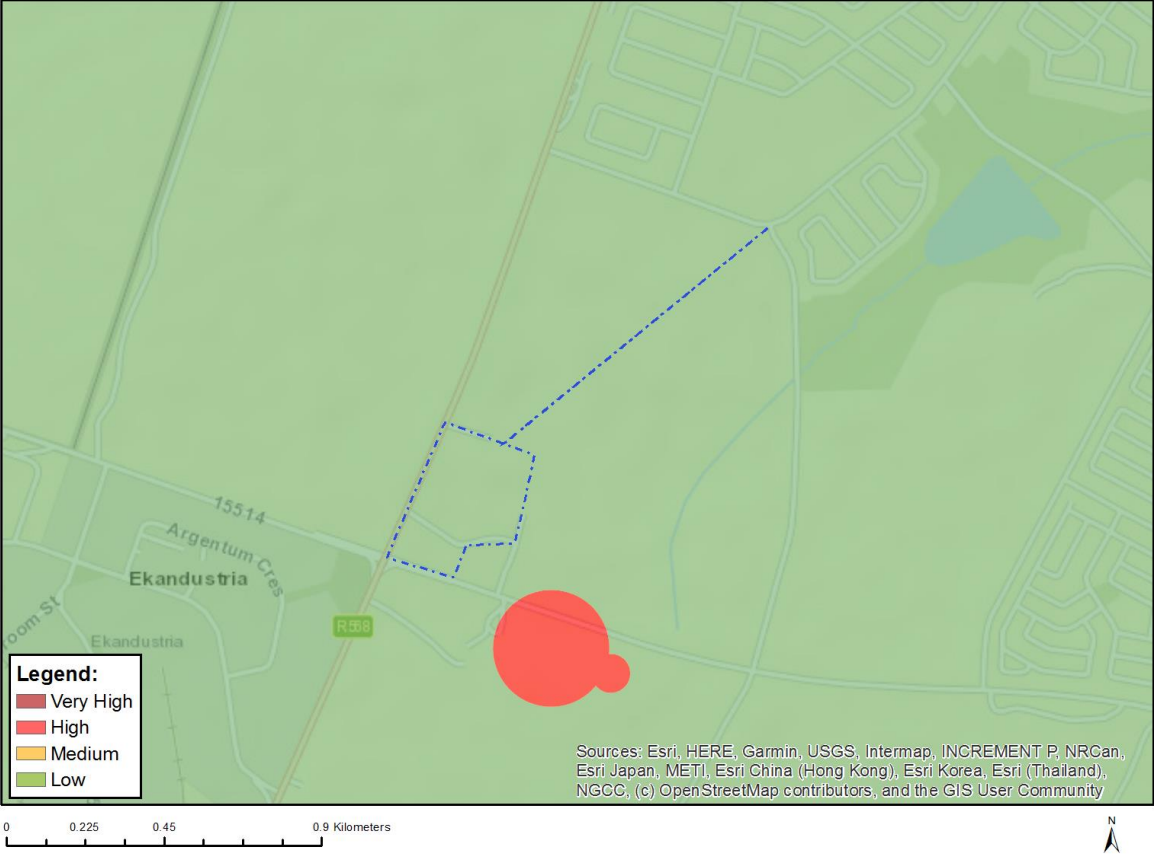 15514
Argentum Cres
Ekandustria
room St
R568
Ekandustria
Legend:
Very High
High
Medium
Low
Sources: Esri, HERE, Garmin, USGS, Intermap, INCREMENT P, NRCan,
Esri Japan, METI, Esri China (Hong Kong), Esri Korea, Esri (Thailand),
NGCC, (c) OpenStreetMap contributors, and the GIS User Community
0 0.225 0.45 0.9 Kilometers
N